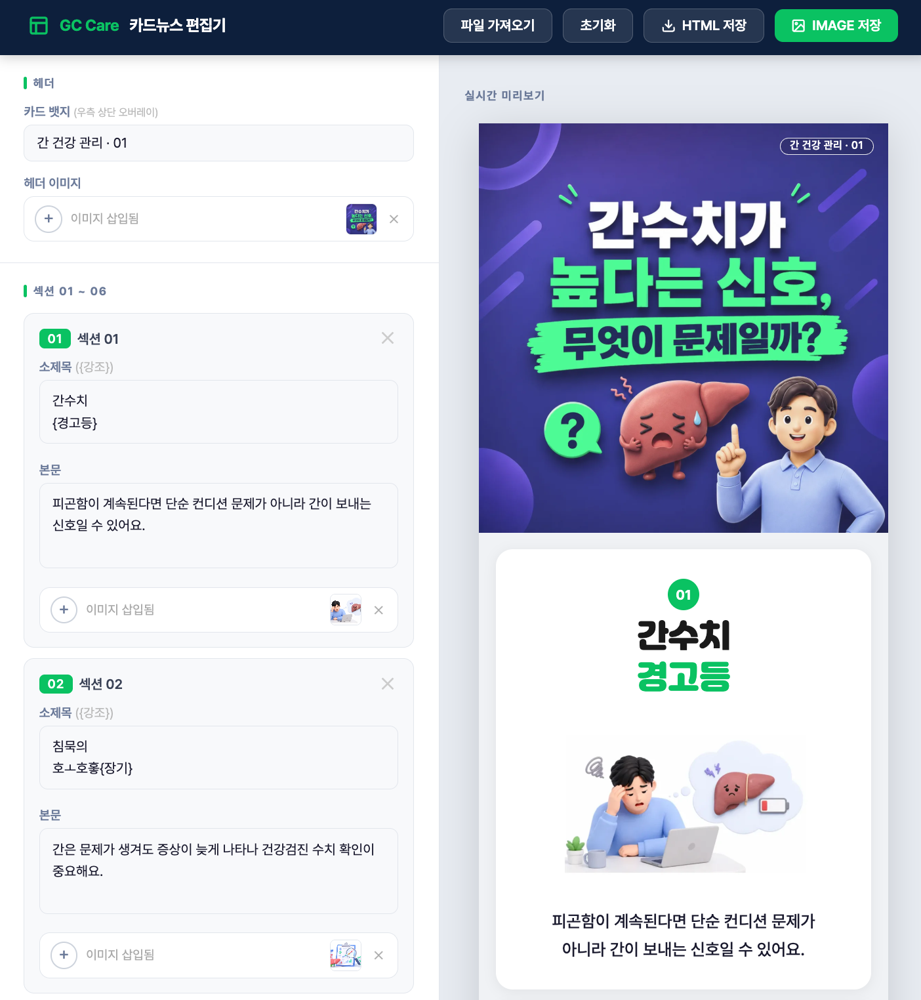 GC Care 카드뉴스 편집기
파일 가져오기
초기화
HTML 저장
IMAGE 저장
헤더
카드 뱃지 (우측 상단 오버레이)
간 건강 관리 · 01
헤더 이미지
이미지 삽입됨
섹션 01 ~ 06
01 섹션 01
소제목 ({강조})
간수치
{경고등}
본문
피곤함이 계속된다면 단순 컨디션 문제가 아니라 간이 보내는
신호일 수 있어요.
이미지 삽입됨
02 섹션 02
소제목 ({강조})
침묵의
호ㅗ호홓{장기}
본문
간은 문제가 생겨도 증상이 늦게 나타나 건강검진 수치 확인이
중요해요.
이미지 삽입됨
실시간 미리보기
간 건강 관리 · 01
간수치가
높다는 신호,
무엇이 문제일까?
?
01
간수치
경고등
피곤함이 계속된다면 단순 컨디션 문제가
아니라 간이 보내는 신호일 수 있어요.